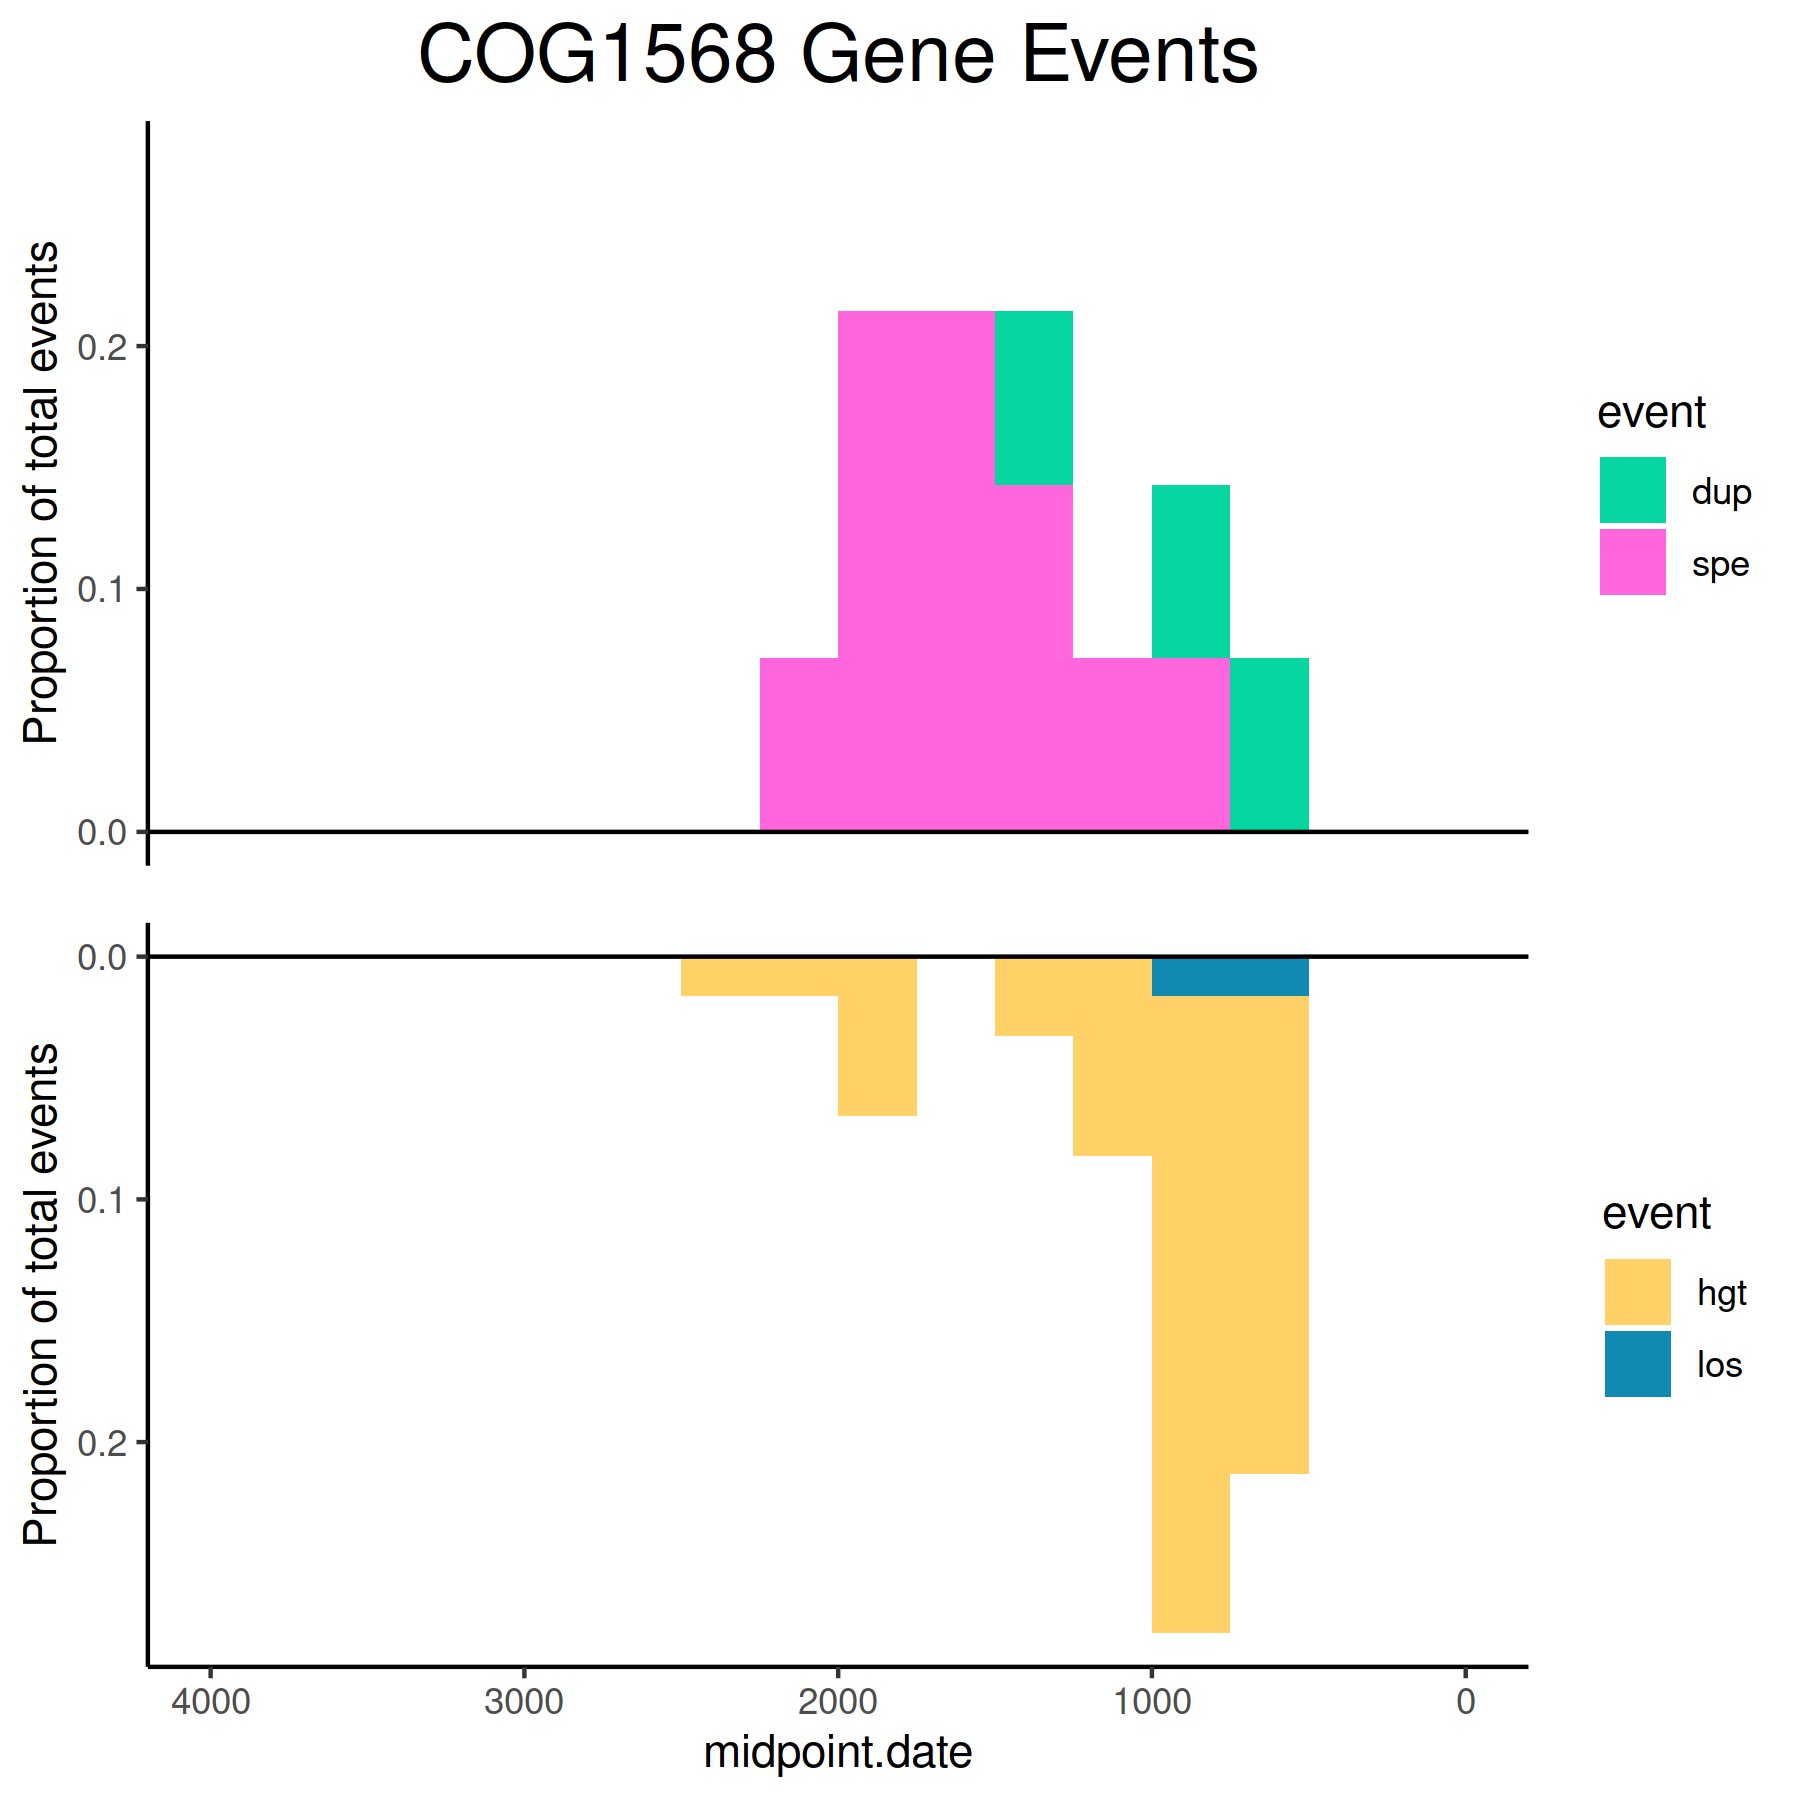 COG1568 Gene Events
Proportion of total events
0.2
0.1
0.0
event
dup
spe
Proportion of total events
0.0
0.1
0.2
event
hgt
los
4000 3000 2000 1000 0
midpoint.date